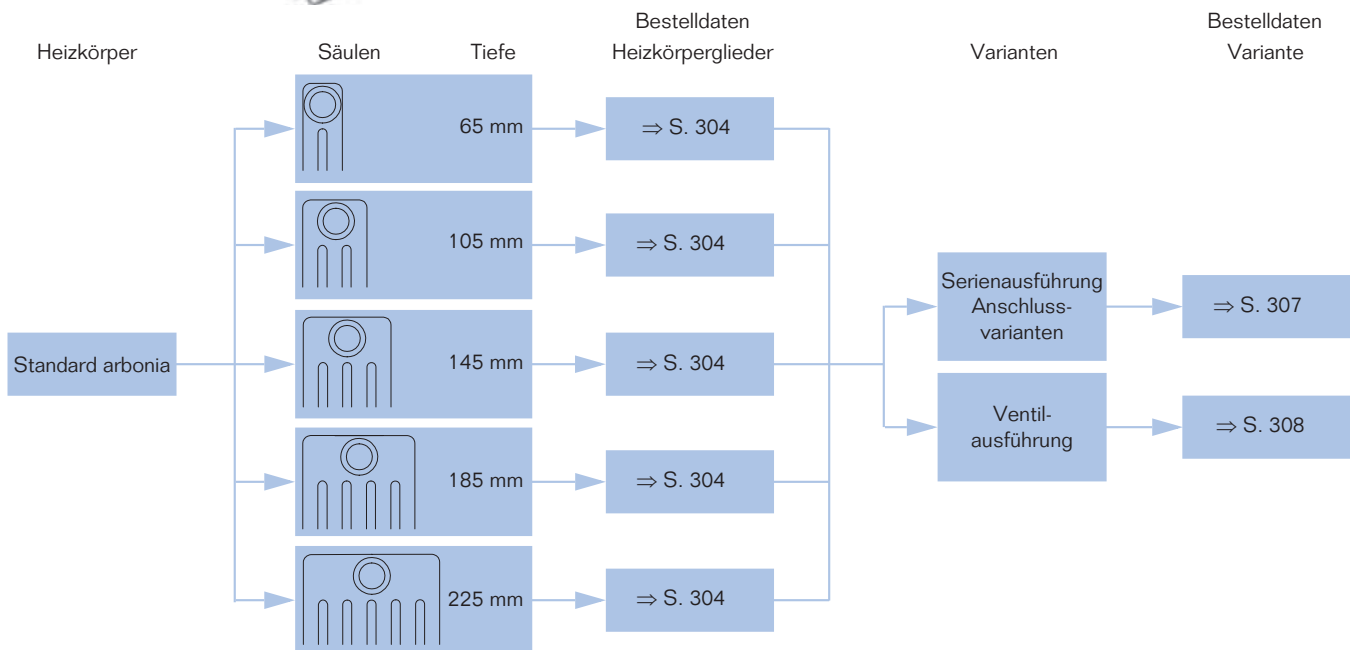 Bestelldaten
Bestelldaten
Heizkörper
Säulen
Tiefe
Heizkörperglieder
Varianten
Variante
65 mm
⇒ S. 304
105 mm
⇒ S. 304
Serienausführung
Anschluss-
varianten
⇒ S. 307
Standard arbonia
145 mm
⇒ S. 304
Ventil-
ausführung
⇒ S. 308
185 mm
⇒ S. 304
225 mm
⇒ S. 304